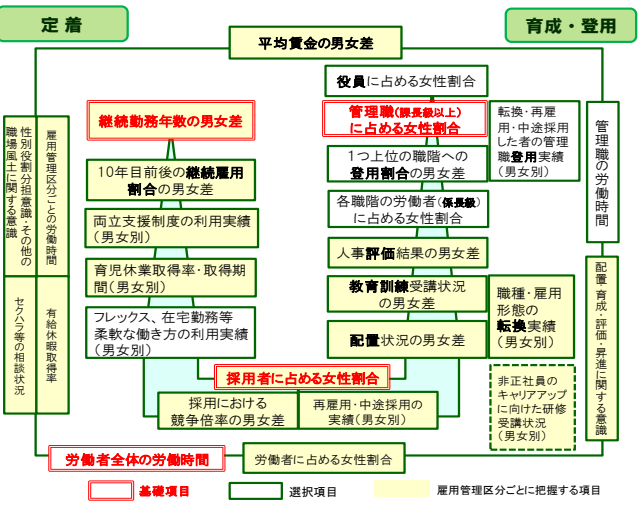 定着
育成・登用
平均賃金の男女差
役員に占める女性割合
継続勤務年数の男女差
管理職(課長級以上)
に占める女性割合
転換・再雇
用・中途採用
した者の管理
職登用実績
(男女別)
10年目前後の継続雇用
割合の男女差
1つ上位の職階への
登用割合の男女差
両立支援制度の利用実績
(男女別)
各職階の労働者(係長級)
に占める女性割合
人事評価結果の男女差
育児休業取得率・取得期
間(男女別)
教育訓練受講状況
の男女差
職種・雇用
形態の
転換実績
(男女別)
フレックス、在宅勤務等
柔軟な働き方の利用実績
(男女別)
配置状況の男女差
採用者に占める女性割合
採用における
競争倍率の男女差
再雇用・中途採用の
実績(男女別)
非正社員の
キャリアアップ
に向けた研修
受講状況
(男女別)
労働者全体の労働時間
労働者に占める女性割合
雇用管理区分ごとの労働時間
性別役割分担意識・その他の
職場風土に関する意識
有給休暇取得率
セクハラ等の相談状況
管理職の労働時間
配置・育成・評価・昇進に関する意識
基礎項目
選択項目
雇用管理区分ごとに把握する項目